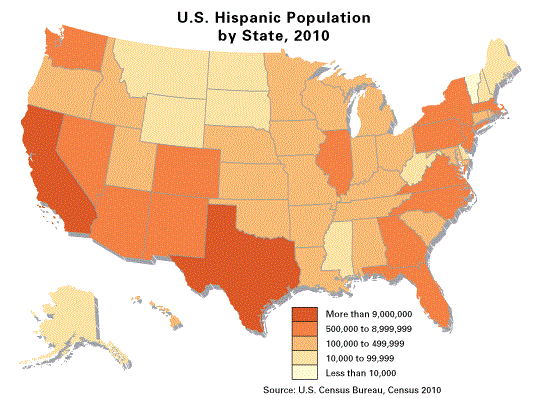 U.S. Hispanic Population
by State, 2010
More than 9,000,000
500,000 to 8,999,999
100,000 to 499,999
10,000 to 99,999
Less than 10,000
Source: U.S. Census Bureau, Census 2010